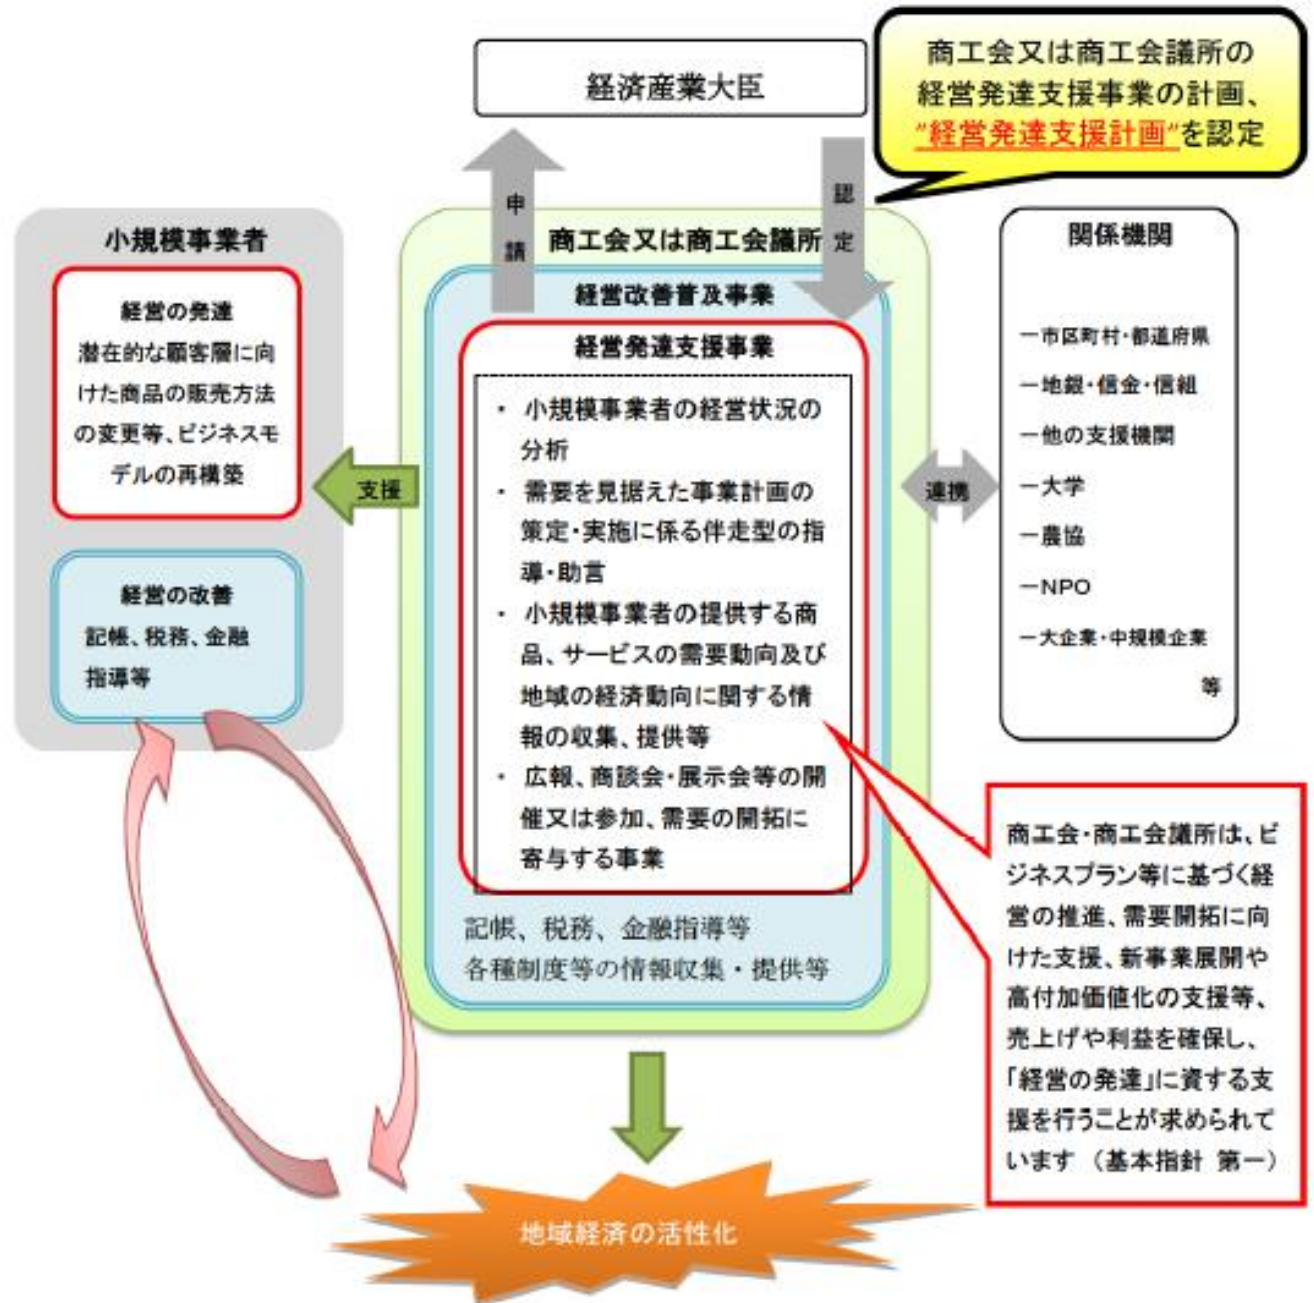 経済産業大臣
商工会又は商工会議所の
経営発達支援事業の計画、
"経営発達支援計画"を認定
申請
認定
小規模事業者
経営の発達
潜在的な顧客層に向
けた商品の販売方法
の変更等、ビジネスモ
デルの再構築
経営の改善
記帳、税務、金融
指導等
支援
商工会又は商工会議所
経営改善普及事業
経営発達支援事業
・ 小規模事業者の経営状況の
分析
・ 需要を見据えた事業計画の
策定・実施に係る伴走型の指
導・助言
・ 小規模事業者の提供する商
品、サービスの需要動向及び
地域の経済動向に関する情
報の収集、提供等
・ 広報、商談会・展示会等の開
催又は参加、需要の開拓に
寄与する事業
記帳、税務、金融指導等
各種制度等の情報収集・提供等
連携
関係機関
－市区町村・都道府県
－地銀・信金・信組
－他の支援機関
－大学
－農協
－NPO
－大企業・中規模企業
等
商工会・商工会議所は、ビ
ジネスプラン等に基づく経
営の推進、需要開拓に向
けた支援、新事業展開や
高付加価値化の支援等、
売上げや利益を確保し、
「経営の発達」に資する支
援を行うことが求められて
います （基本指針 第一）
地域経済の活性化